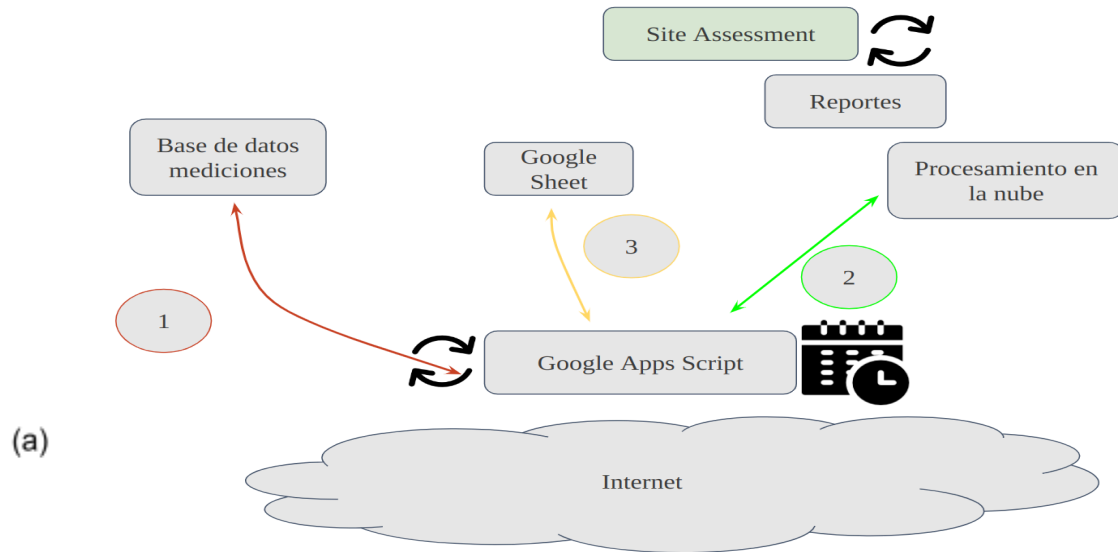 Site Assessment
Reportes
Base de datos
mediciones
Google
Sheet
Procesamiento en
la nube
3
2
1
Google Apps Script
(a)
Internet